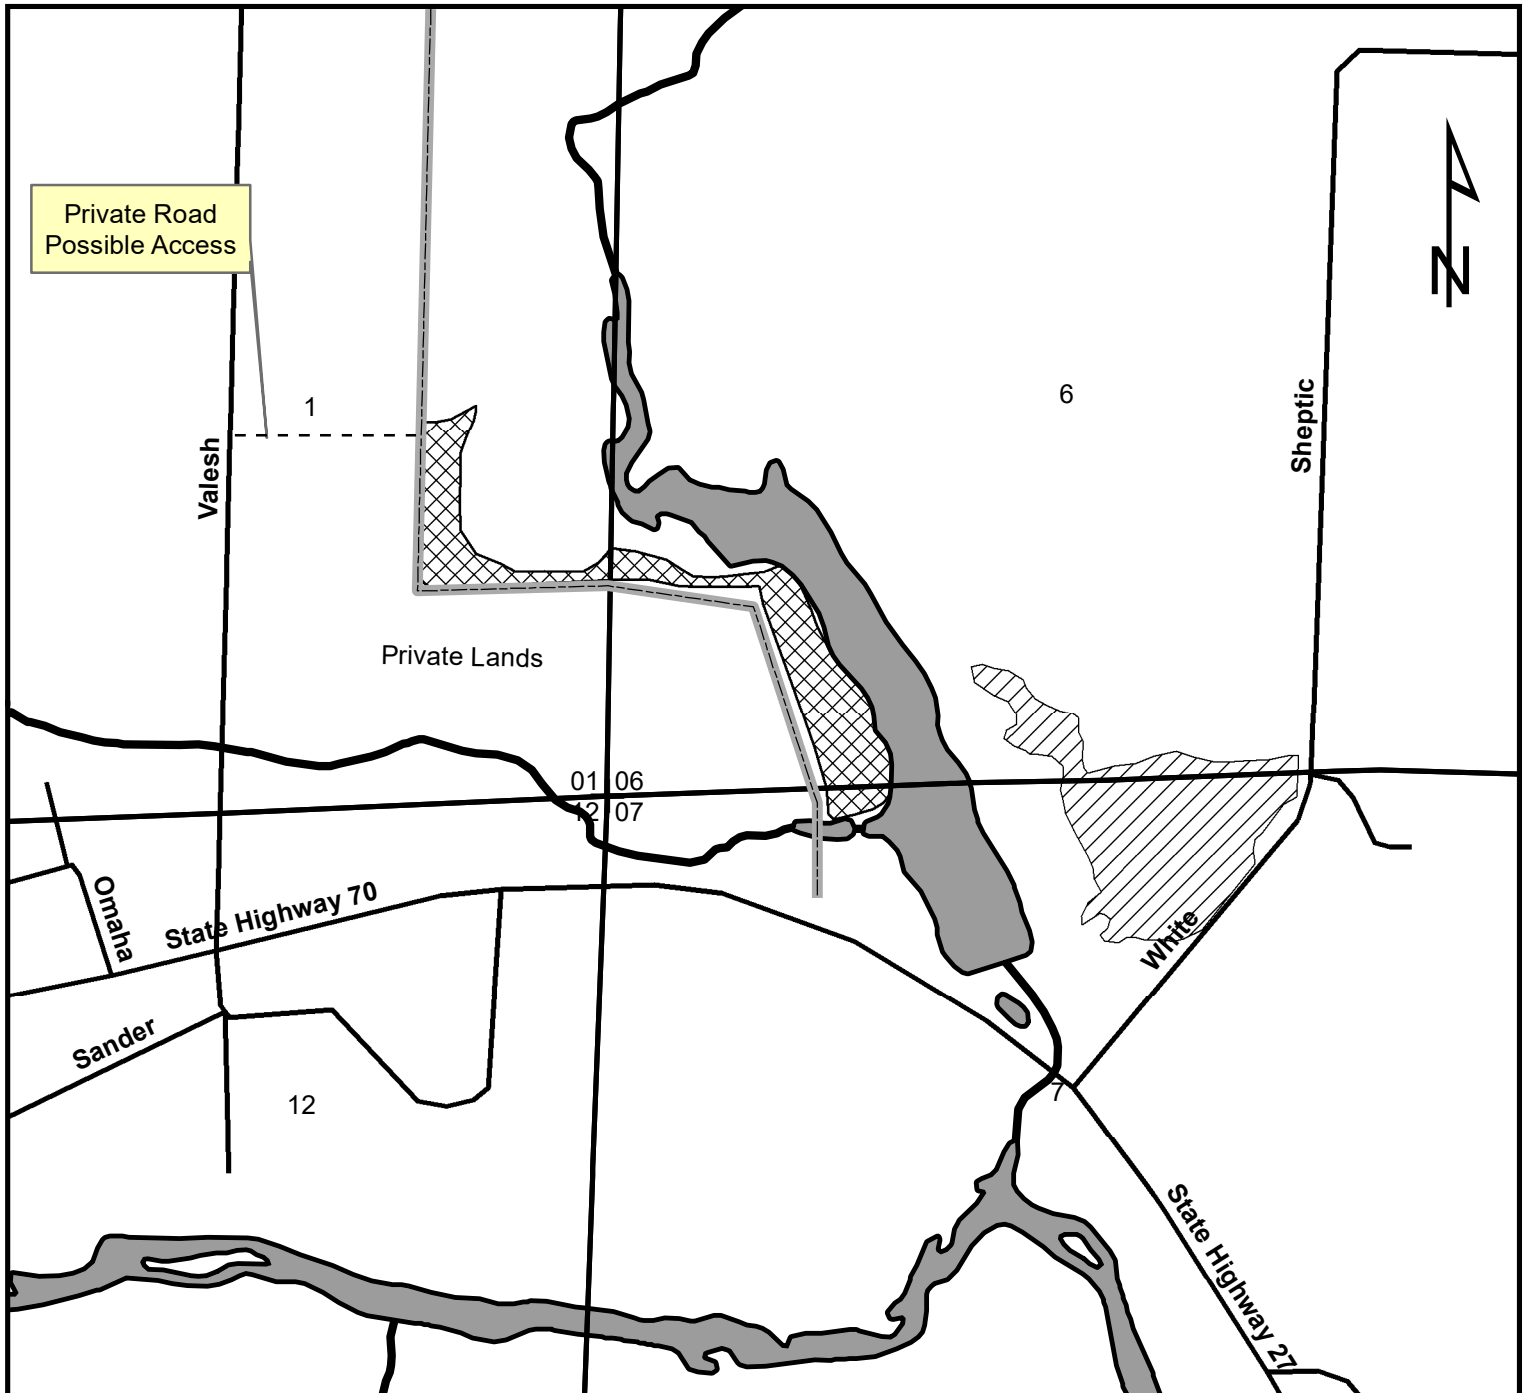 Private Road
Possible Access
N
1
6
Sheptic
Valesh
Private Lands
01 06
12 07
Omaha
State Highway 70
White
Sander
12
7
State Highway 27